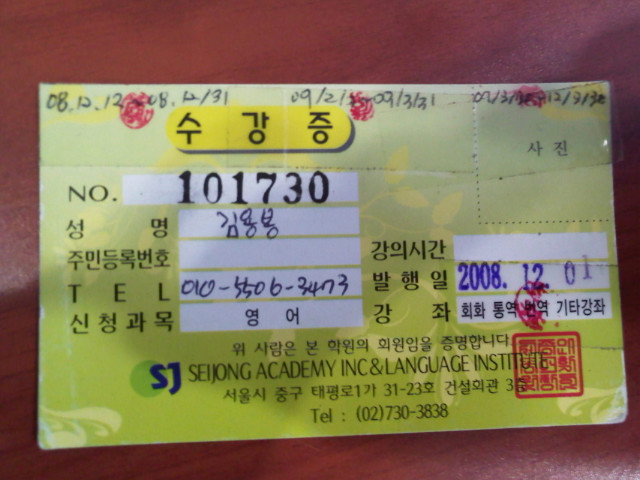 08.12.12 08.12/31 09/2/ 09/3/31
수강증
사진
NO. 101730
성 명 김용봉
주민등록번호
강의시간
TEL 010-5506-3473
발행일 2008. 12 01
신청과목 영어
강 좌 회화 통역 번역 기타강좌
위 사람은 본 학원의 회원임을 증명합니다
SJ SEJONG ACADEMY INC & LANGUAGE INSTITUTE
서울시 중구 태평로1가 31-23호 건설회관 3층
Tel : (02)730-3838